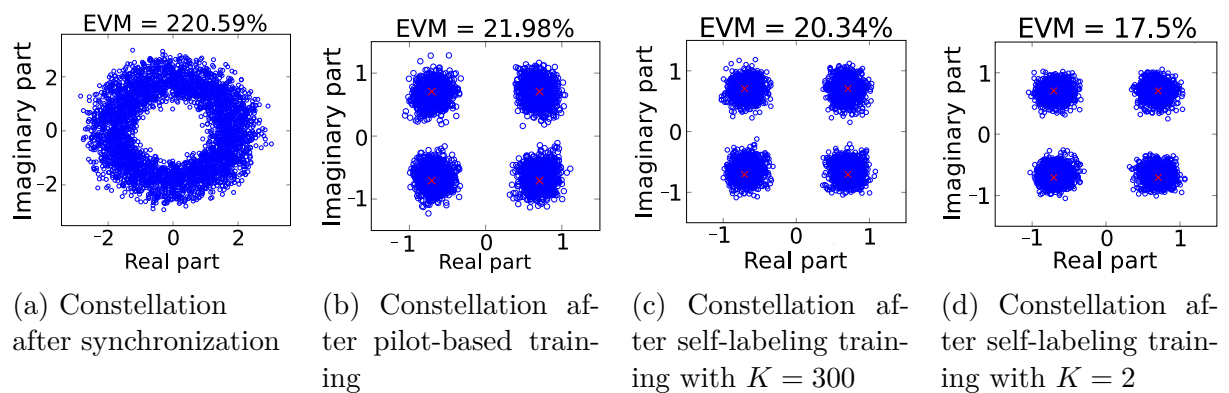 EVM = 220.59%
Imaginary part
2
0
−2
−2 0 2
Real part
(a) Constellation
after synchronization
EVM = 21.98%
1
0
−1
−1 0 1
Real part
(b) Constellation af-
ter pilot-based train-
ing
EVM = 20.34%
Imaginary part
1
0
−1
−1 0 1
Real part
(c) Constellation af-
ter self-labeling train-
ing with K = 300
EVM = 17.5%
Imaginary part
1
0
−1
−1 0 1
Real part
(d) Constellation af-
ter self-labeling train-
ing with K = 2